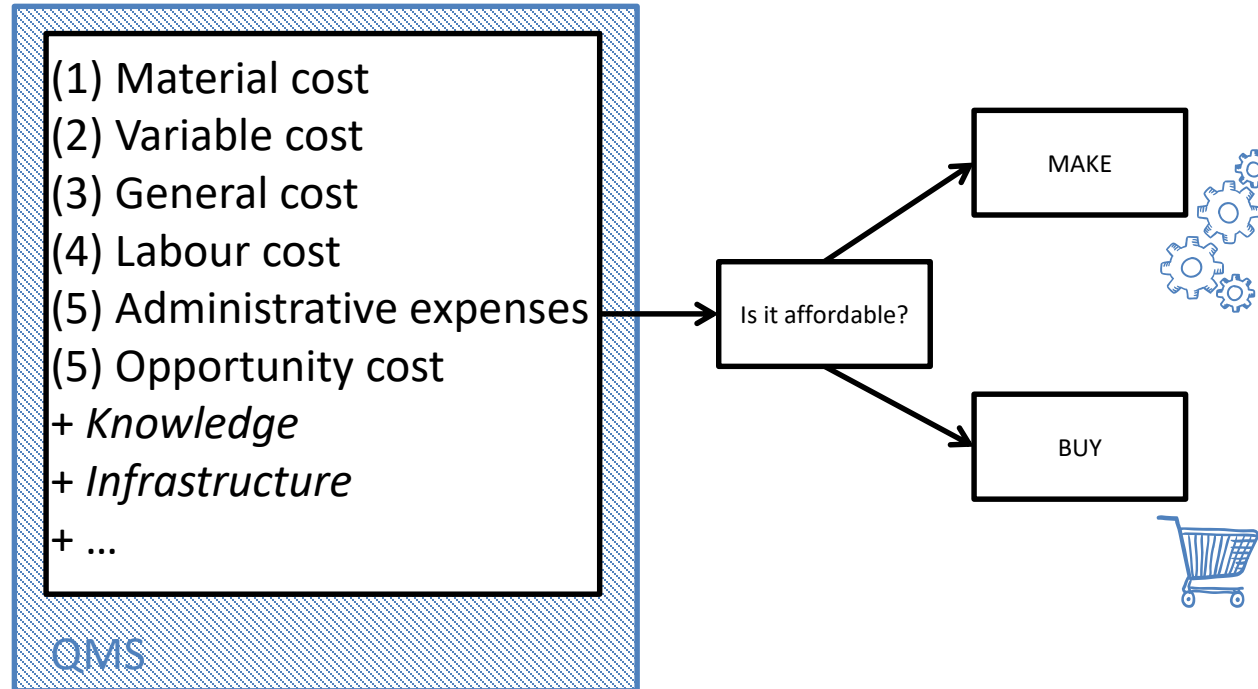 (1) Material cost
(2) Variable cost
(3) General cost
(4) Labour cost
(5) Administrative expenses
(5) Opportunity cost
+ Knowledge
+ Infrastructure
+ …
QMS
Is it affordable?
MAKE
BUY